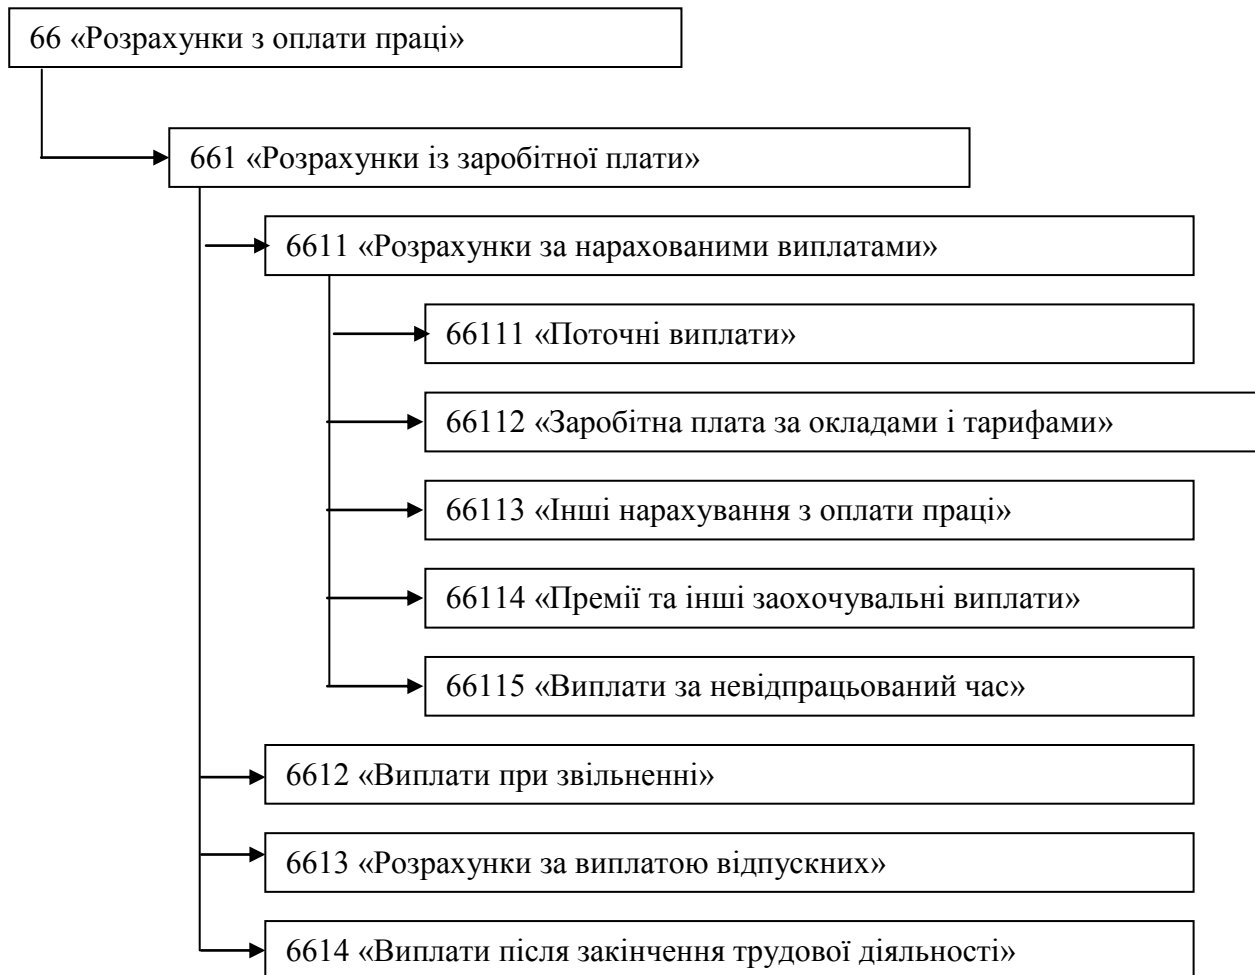 66 «Розрахунки з оплати праці»
661 «Розрахунки із заробітної плати»
6611 «Розрахунки за нарахованими виплатами»
66111 «Поточні виплати»
66112 «Заробітна плата за окладами і тарифами»
66113 «Інші нарахування з оплати праці»
66114 «Премії та інші заохочувальні виплати»
66115 «Виплати за невідпрацьований час»
6612 «Виплати при звільненні»
6613 «Розрахунки за виплатою відпускних»
6614 «Виплати після закінчення трудової діяльності»